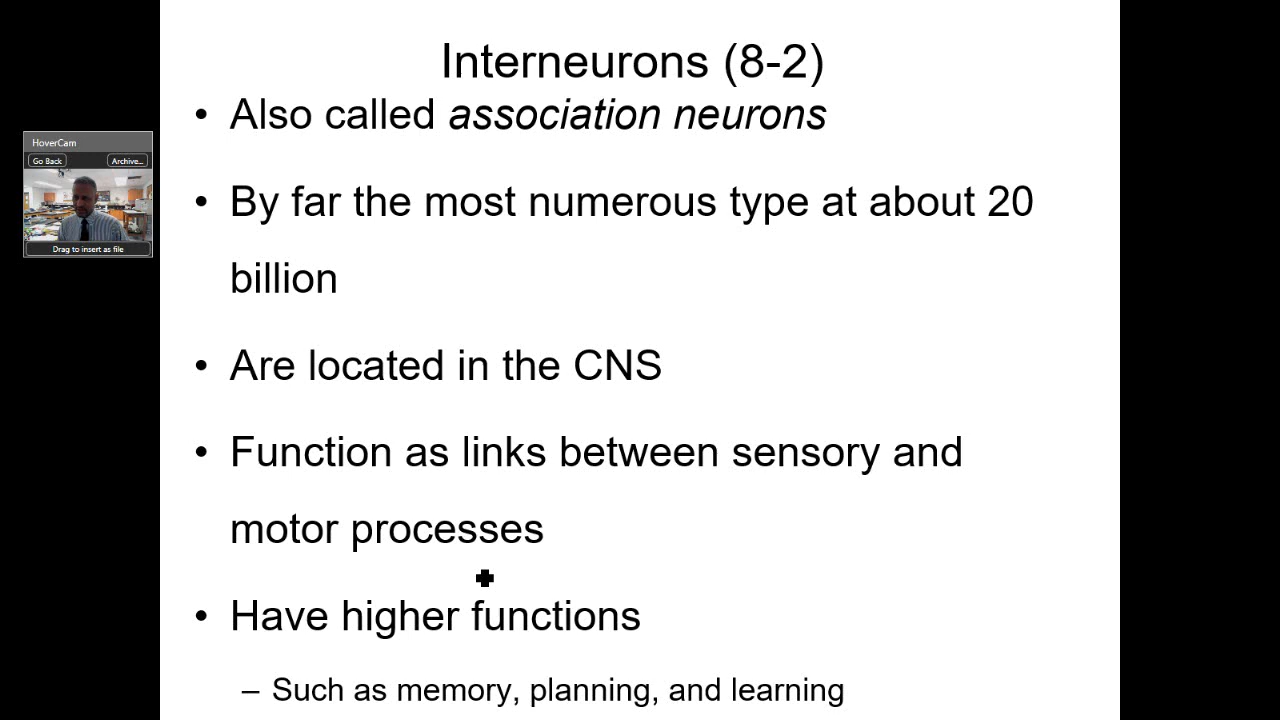 Interneurons (8-2)
• Also called association neurons
• By far the most numerous type at about 20
billion
• Are located in the CNS
• Function as links between sensory and
motor processes
• Have higher functions
– Such as memory, planning, and learning
HoverCam
Go Back Archive...
Drag to insert as file